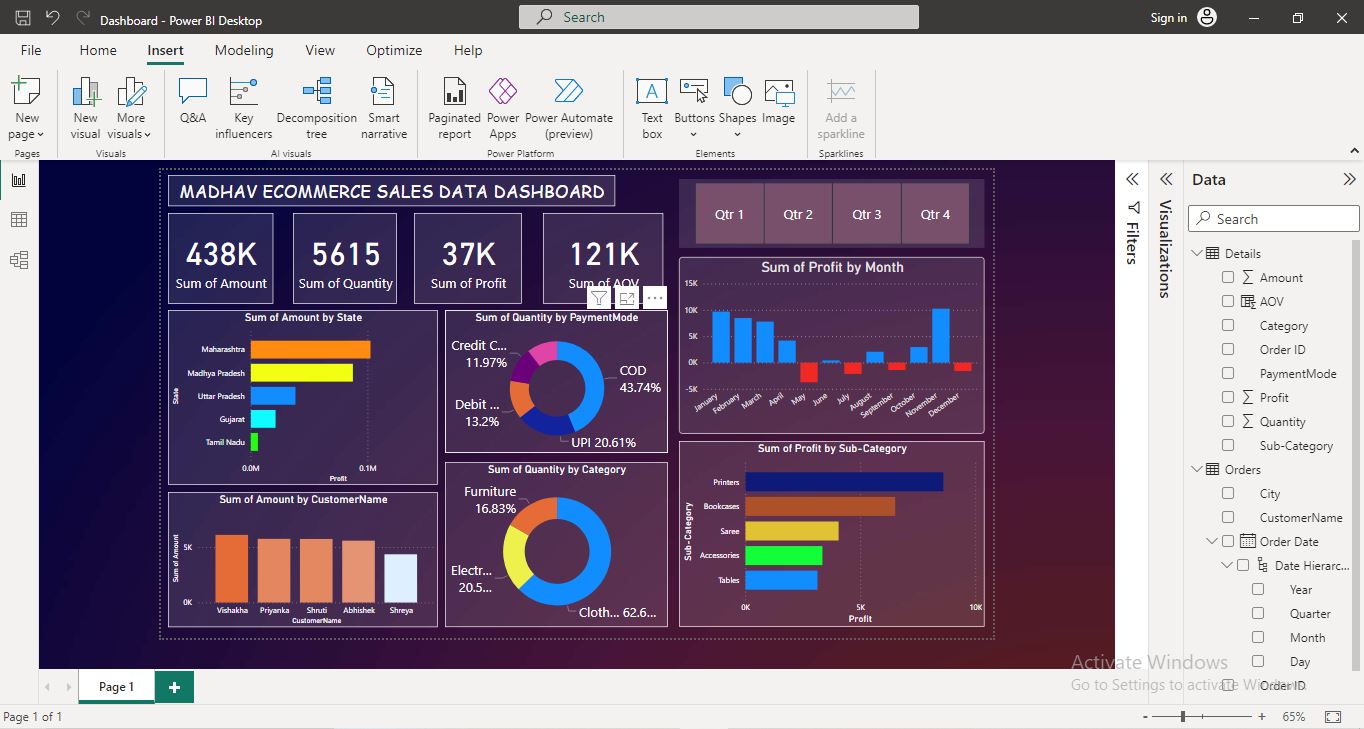 Dashboard - Power BI Desktop
Search
Sign in
File Home Insert Modeling View Optimize Help
New page
New visual
More visuals
Q&A
Key influencers
Decomposition tree
Smart narrative
Paginated report
Power Apps
Power Automate (preview)
Text box
Buttons
Shapes
Image
Add a sparkline
Pages Visuals AI visuals Power Platform Elements Sparklines
MADHAV ECOMMERCE SALES DATA DASHBOARD
438K
Sum of Amount
5615
Sum of Quantity
37K
Sum of Profit
121K
Sum of AOV
Qtr 1 Qtr 2 Qtr 3 Qtr 4
Sum of Amount by State
State
Maharashtra
Madhya Pradesh
Uttar Pradesh
Gujarat
Tamil Nadu
0.0M 0.1M
Profit
Sum of Quantity by PaymentMode
Credit C...
11.97%
COD
43.74%
Debit ...
13.2%
UPI 20.61%
Sum of Profit by Month
15K
10K
5K
0K
-5K
January February March April May June July August September October November December
Sum of Amount by CustomerName
Sum of Amount
5K
0K
Vishakha Priyanka Shruti Abhishek Shreya
CustomerName
Sum of Quantity by Category
Furniture
16.83%
Electr...
20.5...
Cloth... 62.6...
Sum of Profit by Sub-Category
Sub-Category
Printers
Bookcases
Saree
Accessories
Tables
0K 5K 10K
Profit
Filters
Visualizations
Data
Search
Details
Amount
AOV
Category
Order ID
PaymentMode
Profit
Quantity
Sub-Category
Orders
City
CustomerName
Order Date
Date Hierarc...
Year
Quarter
Month
Day
Order ID
Activate Windows
Go to Settings to activate Windows.
Page 1
Page 1 of 1
- + 65%